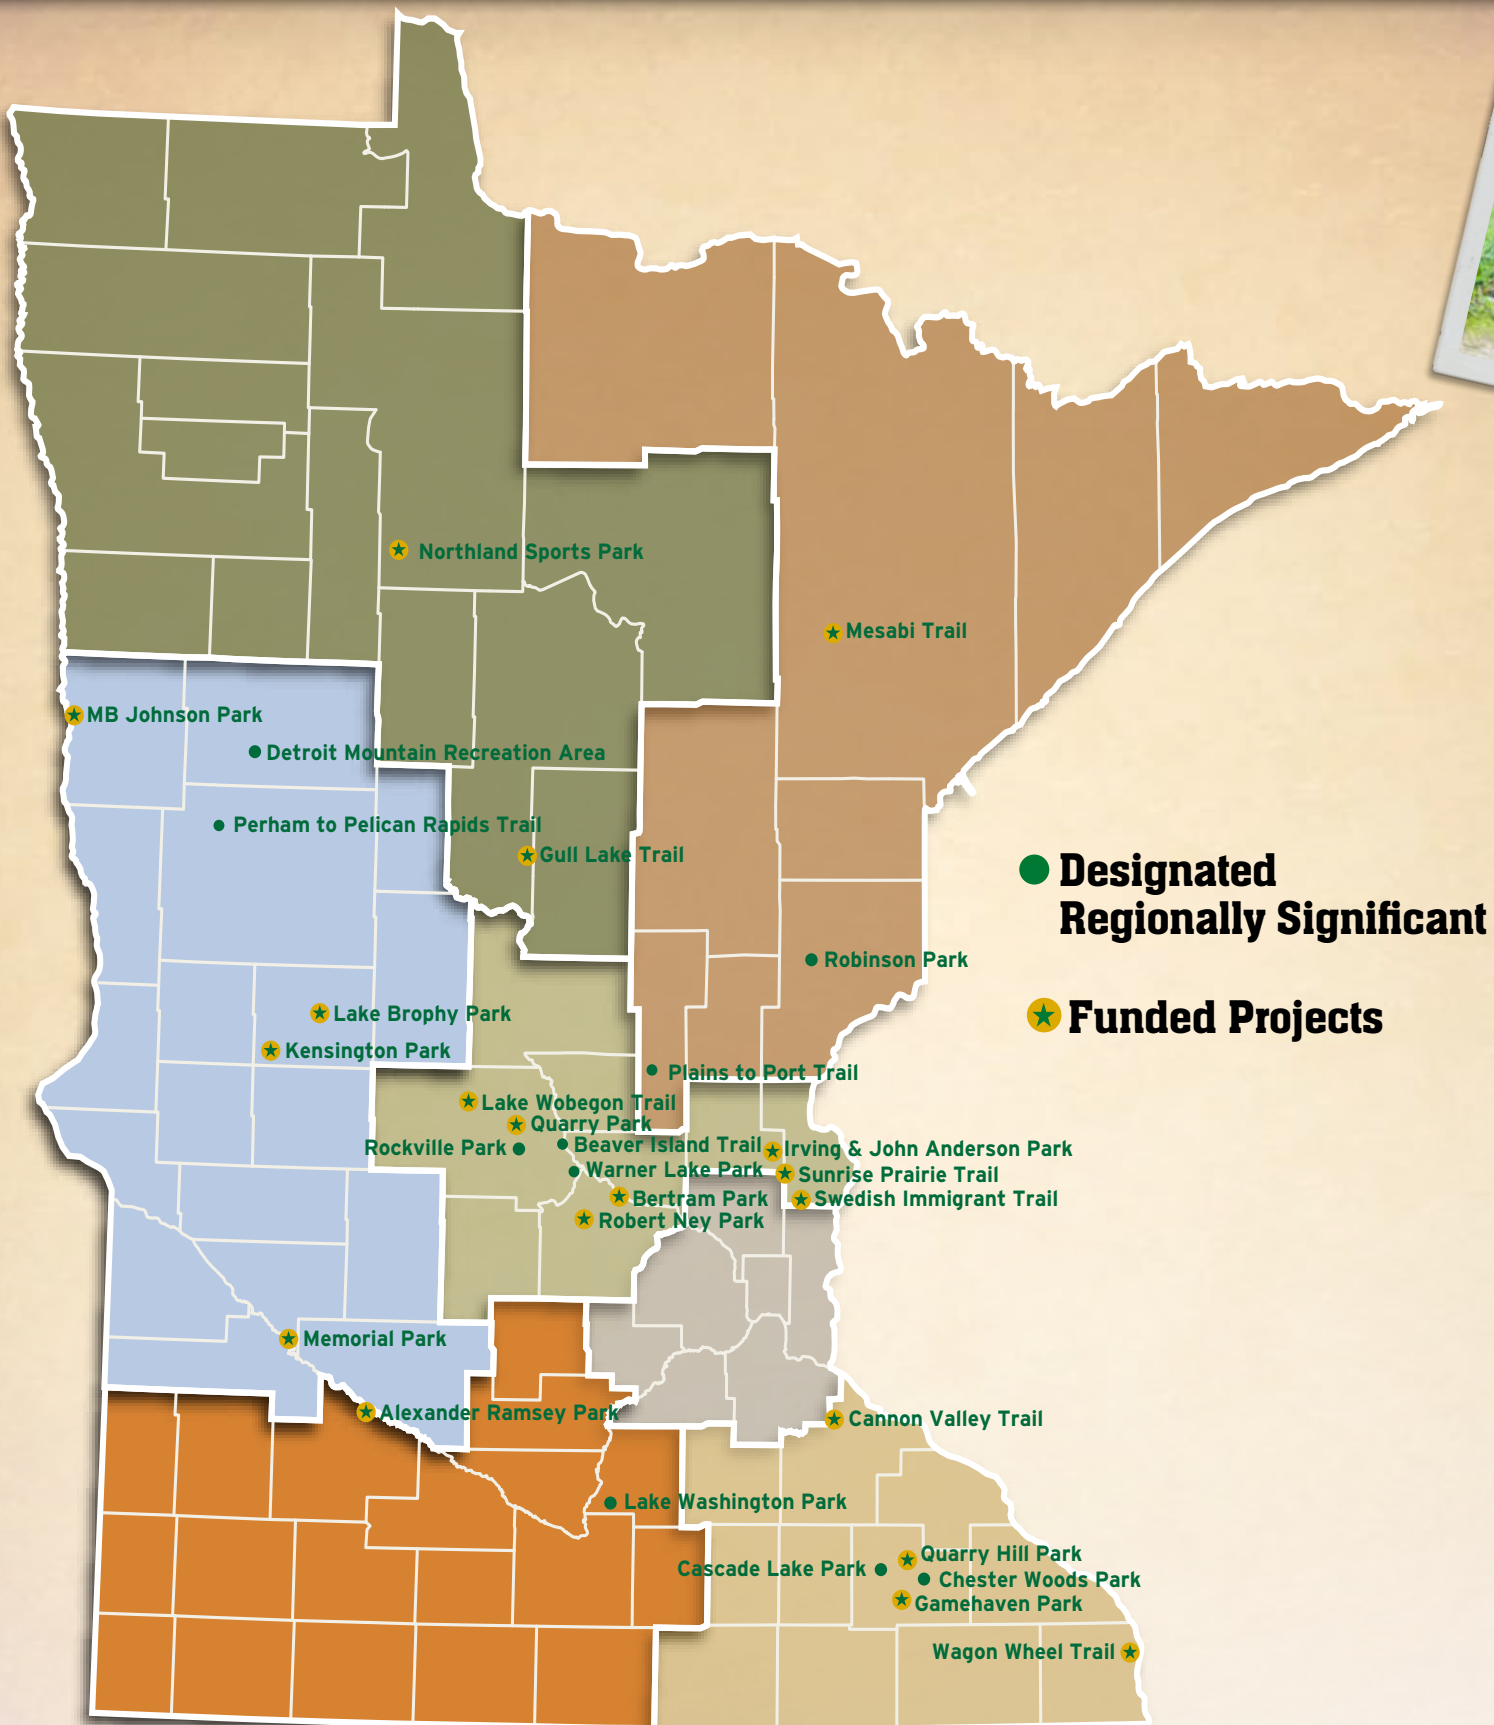 Northland Sports Park
Mesabi Trail
MB Johnson Park
Detroit Mountain Recreation Area
Perham to Pelican Rapids Trail
Gull Lake Trail
Designated
Regionally Significant
Robinson Park
Lake Brophy Park
Funded Projects
Kensington Park
Plains to Port Trail
Lake Wobegon Trail
Quarry Park
Rockville Park
Beaver Island Trail
Irving & John Anderson Park
Warner Lake Park
Sunrise Prairie Trail
Bertram Park
Swedish Immigrant Trail
Robert Ney Park
Memorial Park
Alexander Ramsey Park
Cannon Valley Trail
Lake Washington Park
Quarry Hill Park
Cascade Lake Park
Chester Woods Park
Gamehaven Park
Wagon Wheel Trail